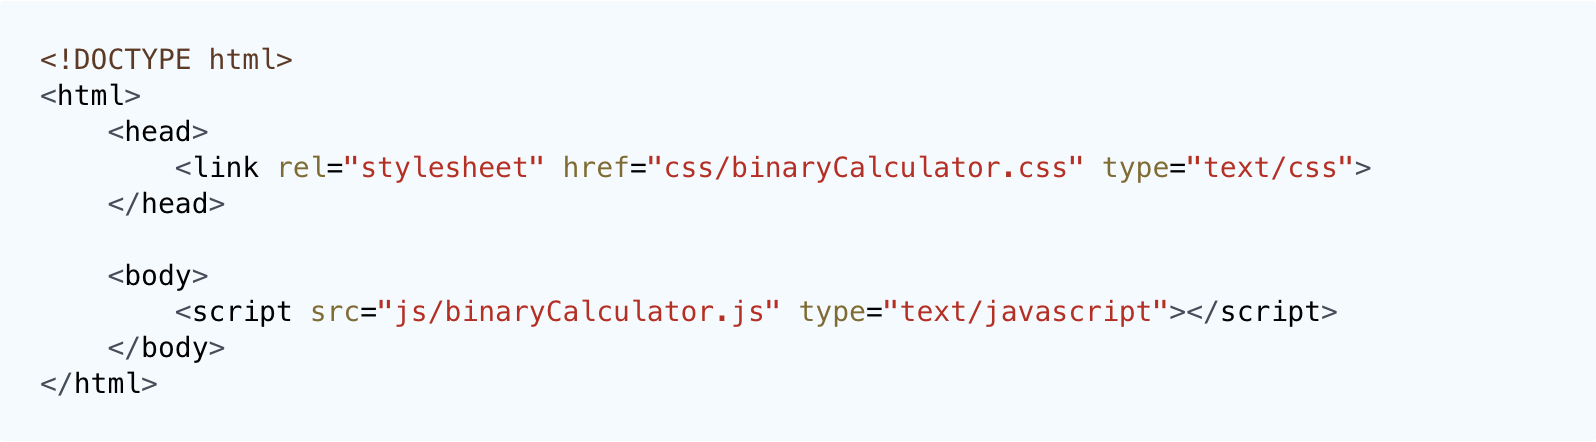 <!DOCTYPE html>
<html>
    <head>
        <link rel="stylesheet" href="css/binaryCalculator.css" type="text/css">
    </head>

    <body>
        <script src="js/binaryCalculator.js" type="text/javascript"></script>
    </body>
</html>